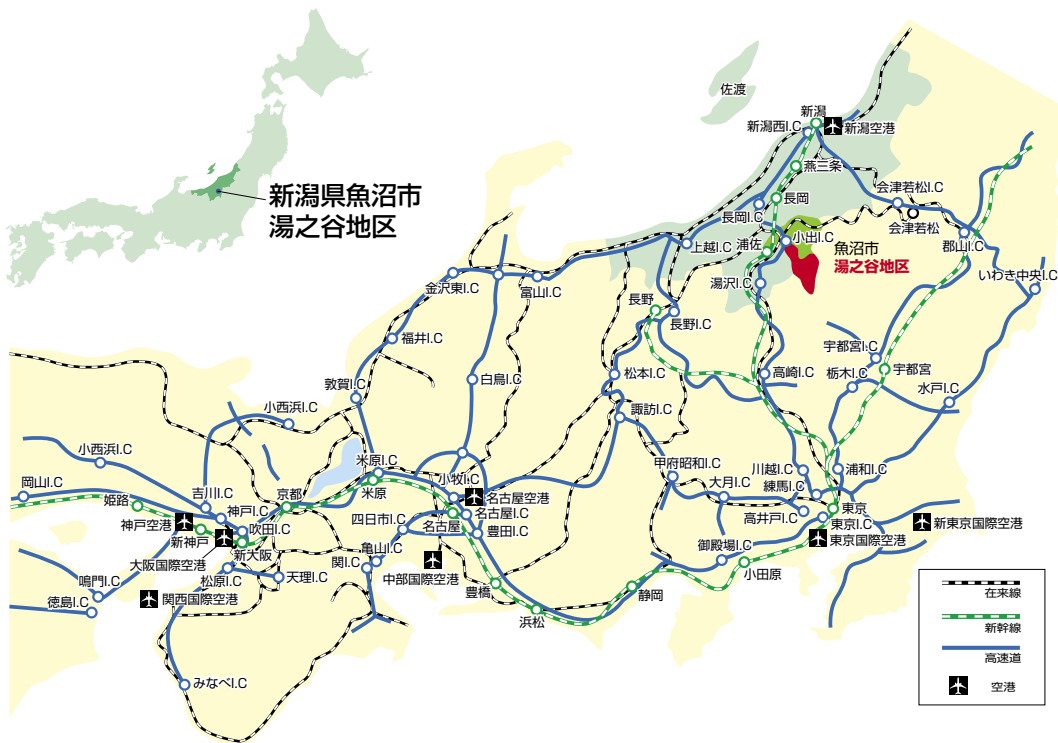 新潟県魚沼市
湯之谷地区
佐渡
新潟
新潟西I.C
新潟空港
燕三条
長岡
長岡I.C
会津若松I.C
会津若松
郡山I.C
上越I.C
浦佐
小出I.C
魚沼市
湯之谷地区
湯沢I.C
いわき中央I.C
金沢東I.C
富山I.C
長野
長野I.C
福井I.C
宇都宮I.C
宇都宮
白鳥I.C
松本I.C
高崎I.C
栃木I.C
水戸I.C
敦賀I.C
小西浜I.C
諏訪I.C
小西浜I.C
米原I.C
米原
小牧I.C
名古屋空港
甲府昭和I.C
川越I.C
浦和I.C
岡山I.C
姫路
吉川I.C
京都
大月I.C
練馬I.C
東京
神戸空港
神戸I.C
吹田I.C
四日市I.C
名古屋
名古屋I.C
豊田I.C
高井戸I.C
東京I.C
新東京国際空港
新神戸
新大阪
大阪国際空港
亀山I.C
関I.C
中部国際空港
御殿場I.C
東京国際空港
小田原
鳴門I.C
松原I.C
天理I.C
関西国際空港
徳島I.C
豊橋
静岡
浜松
みなべI.C
在来線
新幹線
高速道
空港